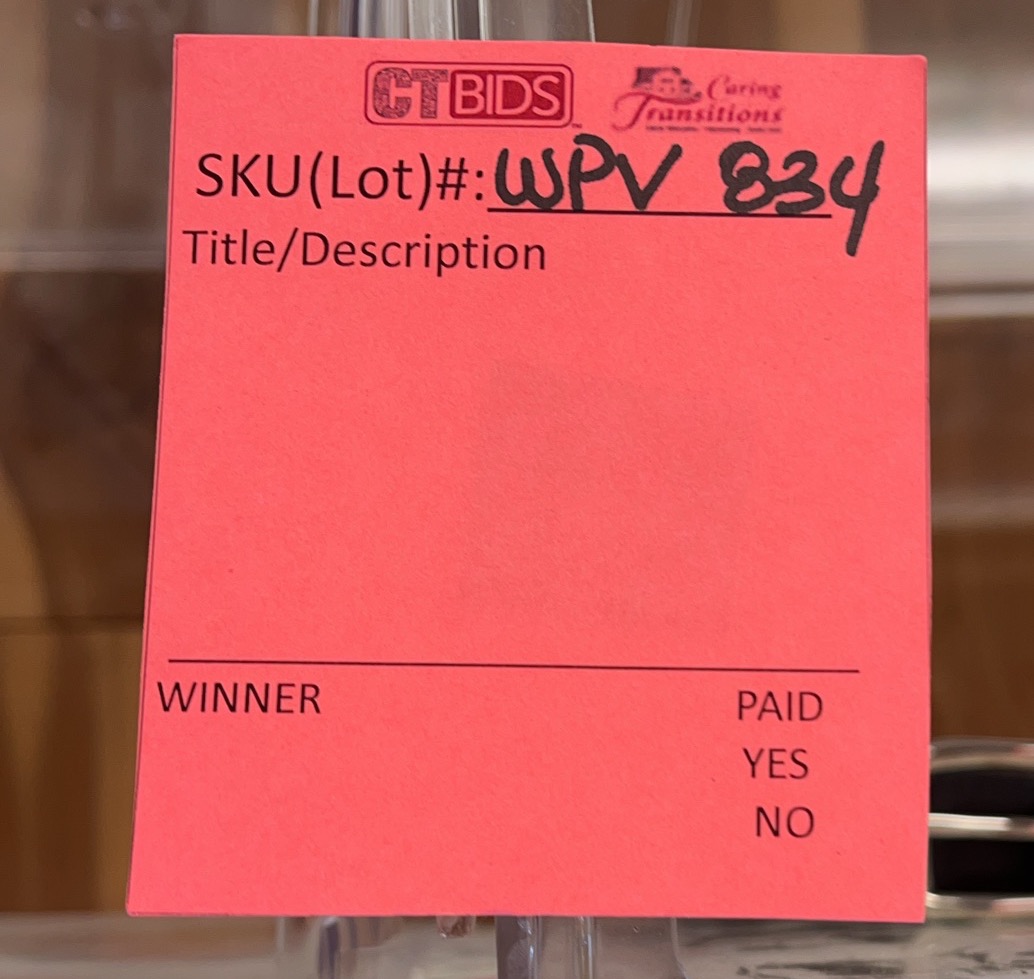 CTBIDS
Caring
Transitions
SKU(Lot)#: WPV 834
Title/Description
WINNER
PAID
YES
NO